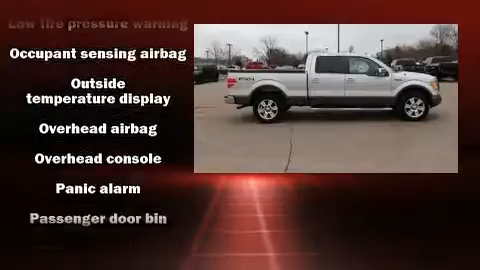 Low tire pressure warning
Occupant sensing airbag
Outside
temperature display
Overhead airbag
Overhead console
Panic alarm
Passenger door bin